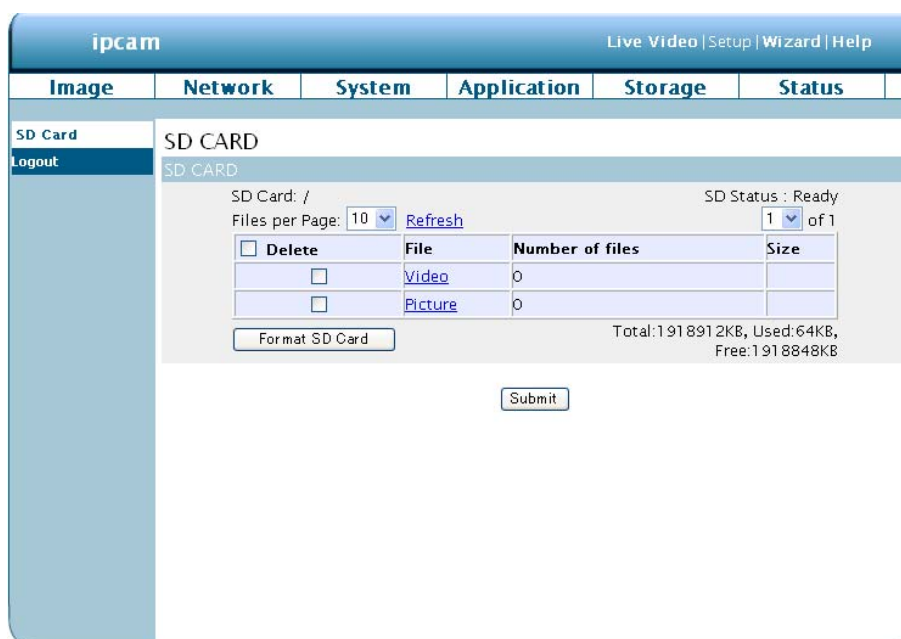 ipcam
Live Video | Setup | Wizard | Help
Image Network System Application Storage Status
SD Card
Logout
SD CARD
SD CARD
SD Card: / SD Status : Ready
Files per Page: 10 Refresh 1 of 1
Delete File Number of files Size
Video 0
Picture 0
Format SD Card
Total:1918912KB, Used:64KB,
Free:1918848KB
Submit